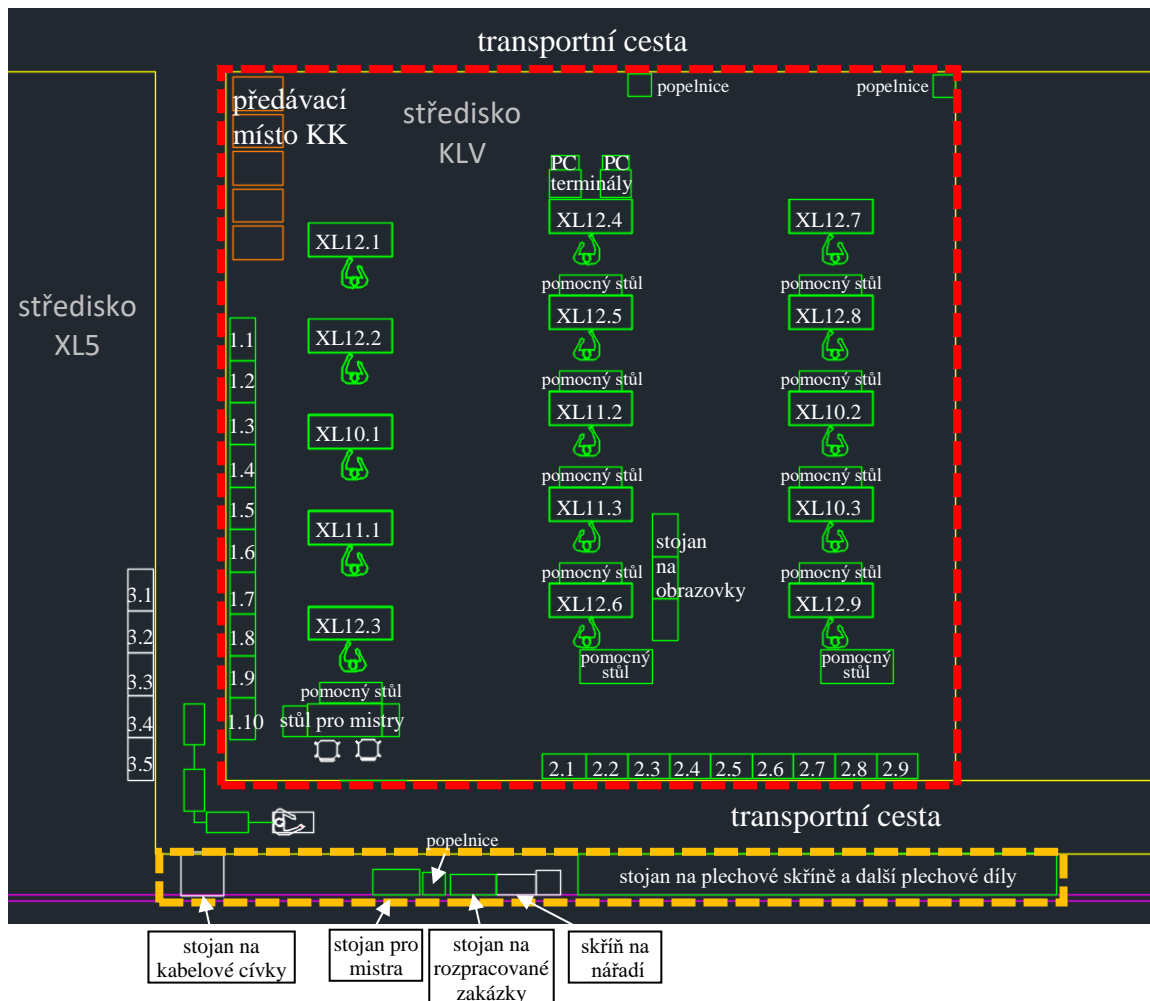 transportní cesta
předávací
místo KK
středisko
KLV
popelnice
popelnice
PC
PC
terminály
XL12.1
XL12.4
XL12.7
středisko
XL5
pomocný stůl
pomocný stůl
1.1
XL12.2
XL12.5
XL12.8
1.2
pomocný stůl
pomocný stůl
1.3
XL10.1
XL11.2
XL10.2
1.4
pomocný stůl
pomocný stůl
1.5
XL11.1
XL11.3
XL10.3
1.6
stojan
na
obrazovky
pomocný stůl
pomocný stůl
3.1
1.7
XL12.3
XL12.6
XL12.9
3.2
1.8
pomocný
stůl
pomocný
stůl
3.3
1.9
pomocný stůl
3.4
1.10
stůl pro mistry
3.5
2.1
2.2
2.3
2.4
2.5
2.6
2.7
2.8
2.9
transportní cesta
popelnice
stojan na plechové skříně a další plechové díly
stojan na
kabelové cívky
stojan pro
mistra
stojan na
rozpracované
zakázky
skříň na
nářadí